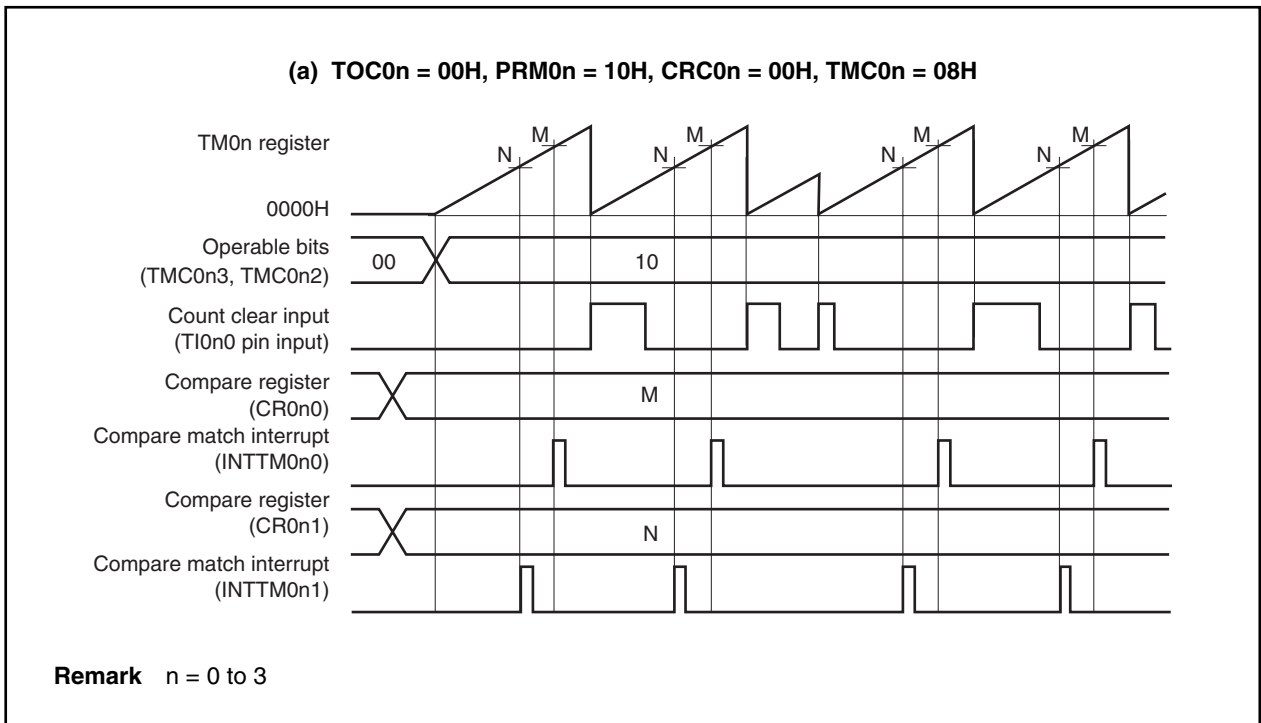 (a) TOC0n = 00H, PRM0n = 10H, CRC0n = 00H, TMC0n = 08H
TM0n register
N
M
N
M
N
M
N
M
0000H
Operable bits
(TMC0n3, TMC0n2)
00
10
Count clear input
(TI0n0 pin input)
Compare register
(CR0n0)
M
Compare match interrupt
(INTTM0n0)
Compare register
(CR0n1)
N
Compare match interrupt
(INTTM0n1)
Remark n = 0 to 3